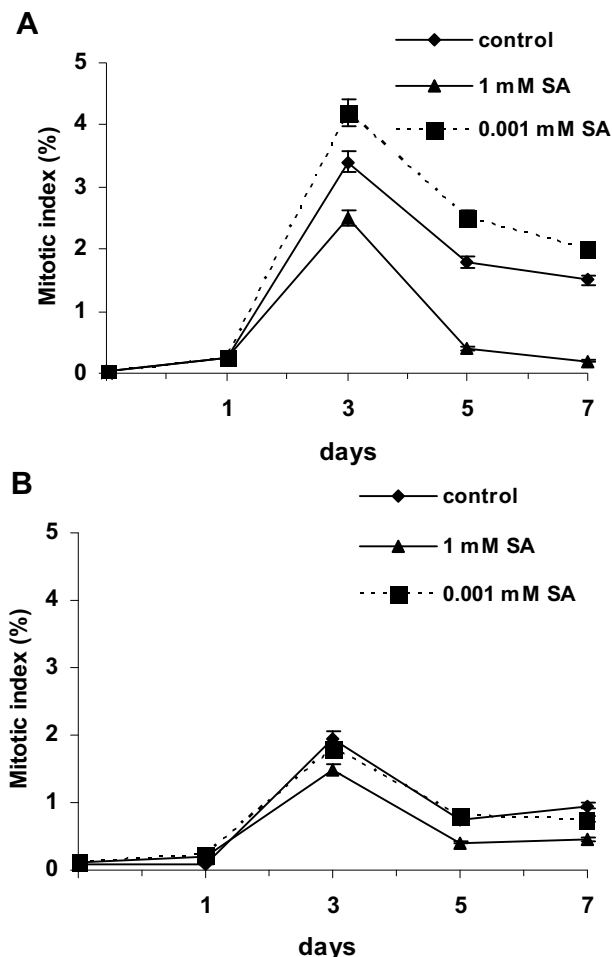 A
control
1 mM SA
0.001 mM SA
Mitotic index (%)
5
4
3
2
1
0
1 3 5 7
days
B
control
1 mM SA
0.001 mM SA
Mitotic index (%)
5
4
3
2
1
0
1 3 5 7
days